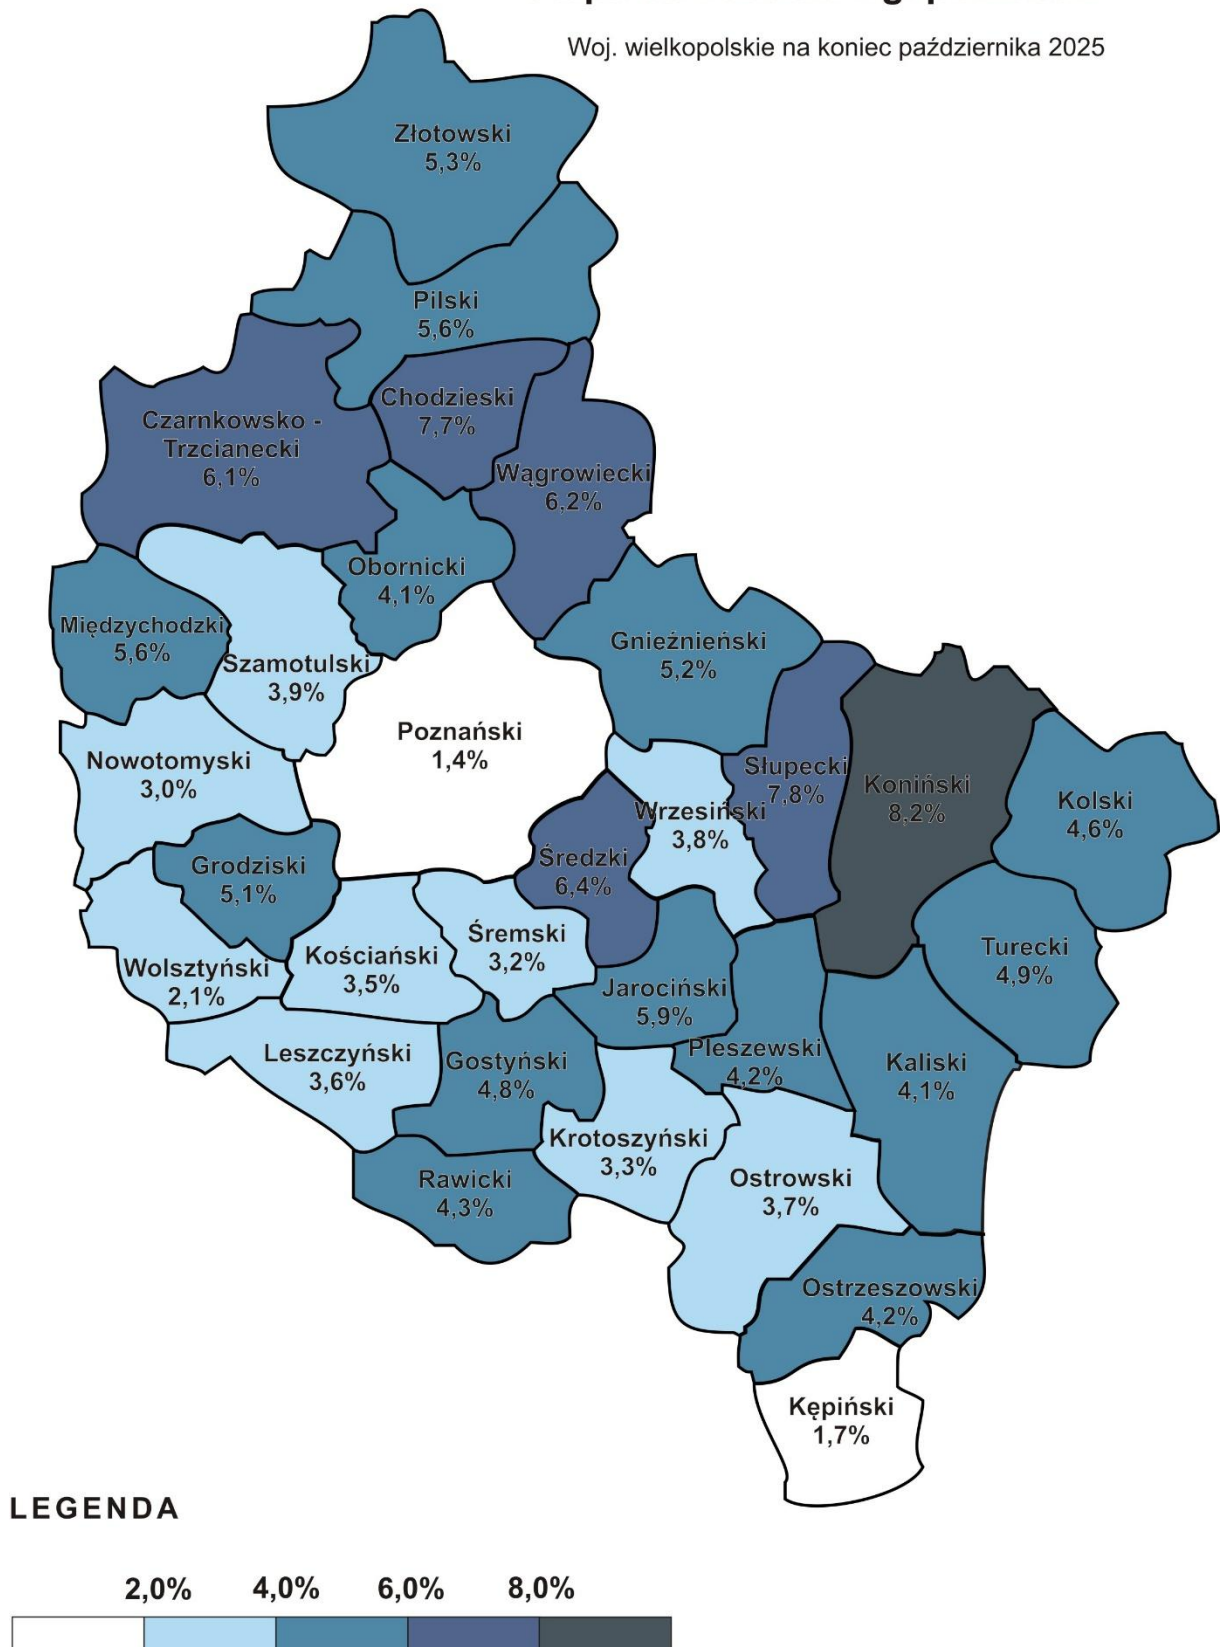 Woj. wielkopolskie na koniec października 2025
Złotowski
5,3%
Pilski
5,6%
Chodzieski
7,7%
Czarnkowsko -
Trzcianecki
6,1%
Wągrowiecki
6,2%
Obornicki
4,1%
Międzychodzki
5,6%
Szamotulski
3,9%
Gnieźnieński
5,2%
Poznański
1,4%
Nowotomyski
3,0%
Słupecki
7,8%
Koniński
8,2%
Kolski
4,6%
Wrzesiński
3,8%
Średzki
6,4%
Grodziski
5,1%
Śremski
3,2%
Kościański
3,5%
Turecki
4,9%
Wolsztyński
2,1%
Jarociński
5,9%
Leszczyński
3,6%
Gostyński
4,8%
Pleszewski
4,2%
Kaliski
4,1%
Krotoszyński
3,3%
Rawicki
4,3%
Ostrowski
3,7%
Ostrzeszowski
4,2%
Kępiński
1,7%
LEGENDA
2,0% 4,0% 6,0% 8,0%